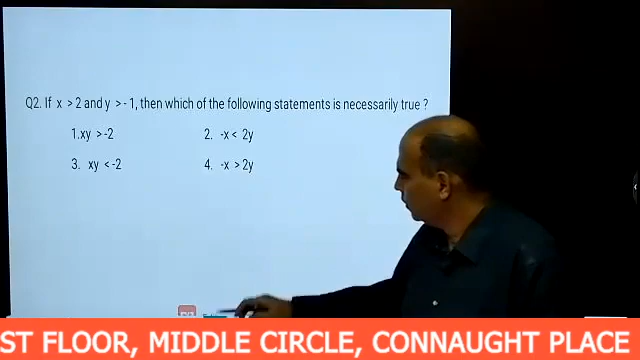 Q2. If x > 2 and y > - 1, then which of the following statements is necessarily true ?
1.xy > -2
2. -x < 2y
3. xy < -2
4. -x > 2y
ST FLOOR, MIDDLE CIRCLE, CONNAUGHT PLACE